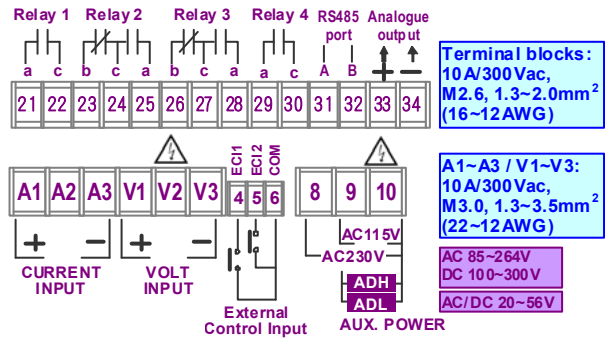 Relay 1 Relay 2 Relay 3 Relay 4 RS485 port Analogue output
a c b c a b c a a c A B + −
21 22 23 24 25 26 27 28 29 30 31 32 33 34
Terminal blocks:
10A/300Vac,
M2.6, 1.3~2.0mm²
(16~12AWG)
A1 A2 A3 V1 V2 V3 ECI1 ECI2 COM
4 5 6 8 9 10
+ − + −
CURRENT INPUT
VOLT INPUT
External
Control Input
AC115V
AC230V
ADH
ADL
AUX. POWER
A1~A3 / V1~V3:
10A/300Vac,
M3.0, 1.3~3.5mm²
(22~12AWG)
AC 85~264V
DC 100~300V
AC/DC 20~56V